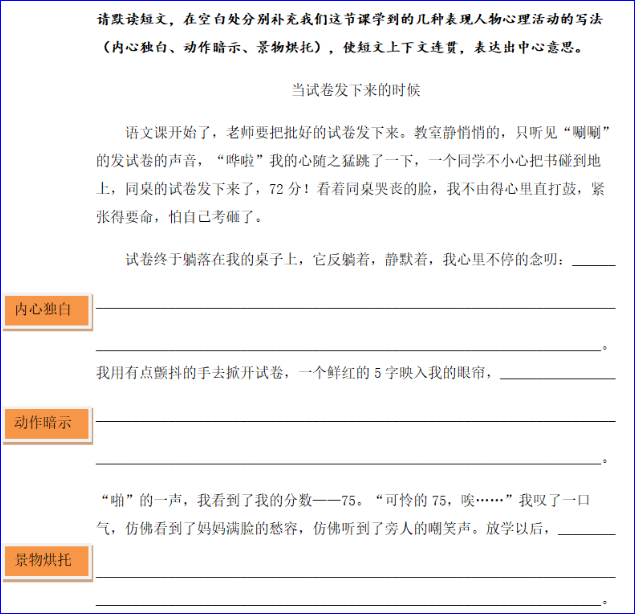 请默读短文，在空白处分别补充我们这节课学到的几种表现人物心理活动的写法
（内心独白、动作暗示、景物烘托），使短文上下文连贯，表达出中心意思。
当试卷发下来的时候
语文课开始了，老师要把批好的试卷发下来。教室静悄悄的，只听见“唰唰”
的发试卷的声音，“哗啦”我的心随之猛跳了一下，一个同学不小心把书碰到地
上，同桌的试卷发下来了，72 分！看着同桌哭丧的脸，我不由得心里直打鼓，紧
张得要命，怕自己考砸了。
试卷终于躺落在我的桌子上，它反躺着，静默着，我心里不停的念叨：______
内心独白
。
我用有点颤抖的手去掀开试卷，一个鲜红的 5 字映入我的眼帘，______
动作暗示
。
“啪”的一声，我看到了我的分数——75。“可怜的 75，唉……”我叹了一口
气，仿佛看到了妈妈满脸的愁容，仿佛听到了旁人的嘲笑声。放学以后，______
景物烘托
。